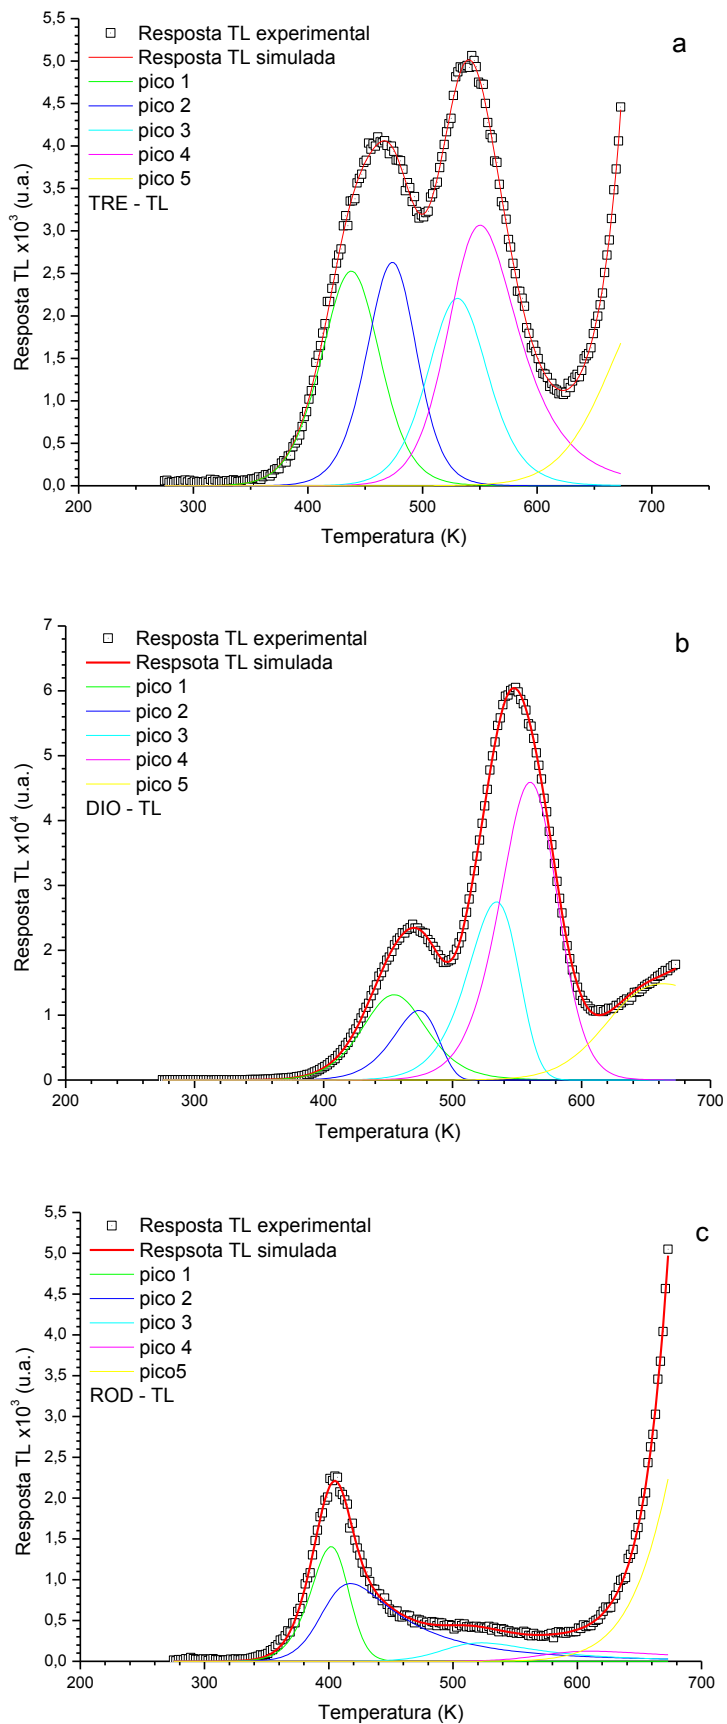 a
Resposta TL experimental
Resposta TL simulada
pico 1
pico 2
pico 3
pico 4
pico 5
TRE - TL
Resposta TL x10³ (u.a.)
5,5
5,0
4,5
4,0
3,5
3,0
2,5
2,0
1,5
1,0
0,5
0,0
200 300 400 500 600 700
Temperatura (K)
b
Resposta TL experimental
Respsota TL simulada
pico 1
pico 2
pico 3
pico 4
pico 5
DIO - TL
Resposta TL x10⁴ (u.a.)
7
6
5
4
3
2
1
0
200 300 400 500 600 700
Temperatura (K)
c
Resposta TL experimental
Respsota TL simulada
pico 1
pico 2
pico 3
pico 4
pico5
ROD - TL
Resposta TL x10³ (u.a.)
5,5
5,0
4,5
4,0
3,5
3,0
2,5
2,0
1,5
1,0
0,5
0,0
200 300 400 500 600 700
Temperatura (K)